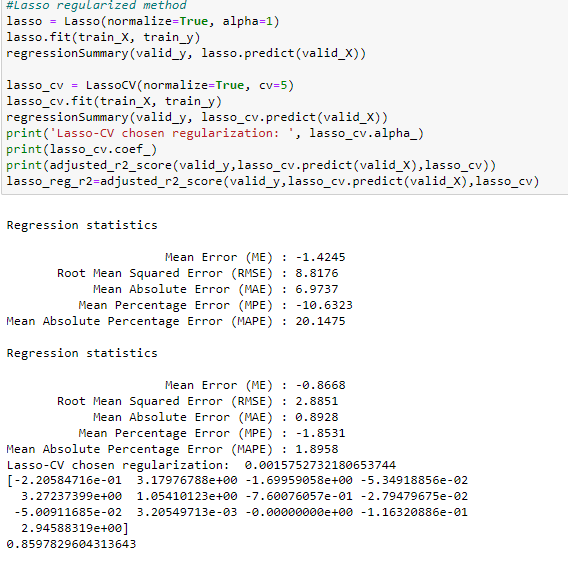 #Lasso regularized method
lasso = Lasso(normalize=True, alpha=1)
lasso.fit(train_X, train_y)
regressionSummary(valid_y, lasso.predict(valid_X))
lasso_cv = LassoCV(normalize=True, cv=5)
lasso_cv.fit(train_X, train_y)
regressionSummary(valid_y, lasso_cv.predict(valid_X))
print('Lasso-CV chosen regularization: ', lasso_cv.alpha_)
print(lasso_cv.coef_)
print(adjusted_r2_score(valid_y,lasso_cv.predict(valid_X),lasso_cv))
lasso_reg_r2=adjusted_r2_score(valid_y,lasso_cv.predict(valid_X),lasso_cv)
Regression statistics
Mean Error (ME) : -1.4245
Root Mean Squared Error (RMSE) : 8.8176
Mean Absolute Error (MAE) : 6.9737
Mean Percentage Error (MPE) : -10.6323
Mean Absolute Percentage Error (MAPE) : 20.1475
Regression statistics
Mean Error (ME) : -0.8668
Root Mean Squared Error (RMSE) : 2.8851
Mean Absolute Error (MAE) : 0.8928
Mean Percentage Error (MPE) : -1.8531
Mean Absolute Percentage Error (MAPE) : 1.8958
Lasso-CV chosen regularization:  0.0015752732180653744
[-2.20584716e-01  3.17976788e+00 -1.69959058e+00 -5.34918856e-02
3.27237399e+00  1.05410123e+00 -7.60076057e-01 -2.79479675e-02
-5.00911685e-02  3.20549713e-03 -0.00000000e+00 -1.16320886e-01
2.94588319e+00]
0.8597829604313643